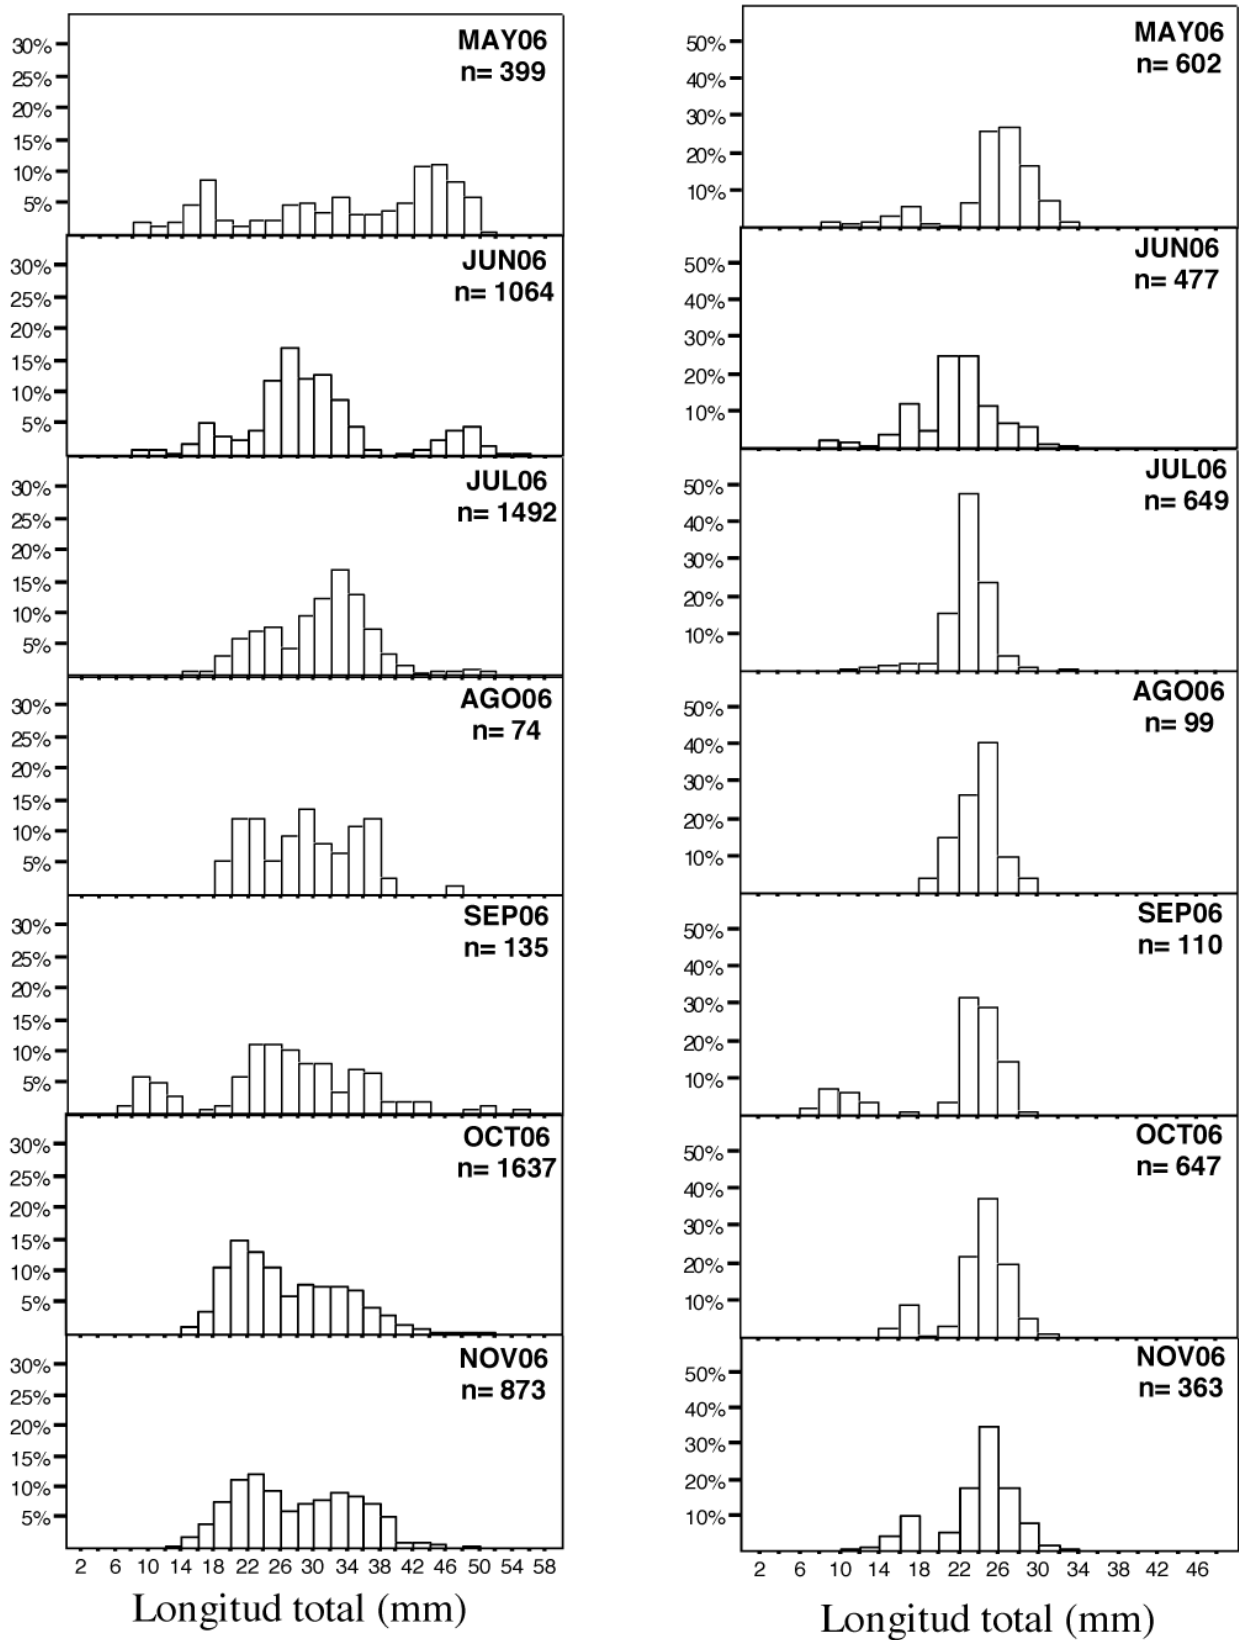 MAY06
n= 399
30%
25%
20%
15%
10%
5%
JUN06
n= 1064
30%
25%
20%
15%
10%
5%
JUL06
n= 1492
30%
25%
20%
15%
10%
5%
AGO06
n= 74
30%
25%
20%
15%
10%
5%
SEP06
n= 135
30%
25%
20%
15%
10%
5%
OCT06
n= 1637
30%
25%
20%
15%
10%
5%
NOV06
n= 873
30%
25%
20%
15%
10%
5%
2 6 10 14 18 22 26 30 34 38 42 46 50 54 58
Longitud total (mm)
MAY06
n= 602
50%
40%
30%
20%
10%
JUN06
n= 477
50%
40%
30%
20%
10%
JUL06
n= 649
50%
40%
30%
20%
10%
AGO06
n= 99
50%
40%
30%
20%
10%
SEP06
n= 110
50%
40%
30%
20%
10%
OCT06
n= 647
50%
40%
30%
20%
10%
NOV06
n= 363
50%
40%
30%
20%
10%
2 6 10 14 18 22 26 30 34 38 42 46
Longitud total (mm)